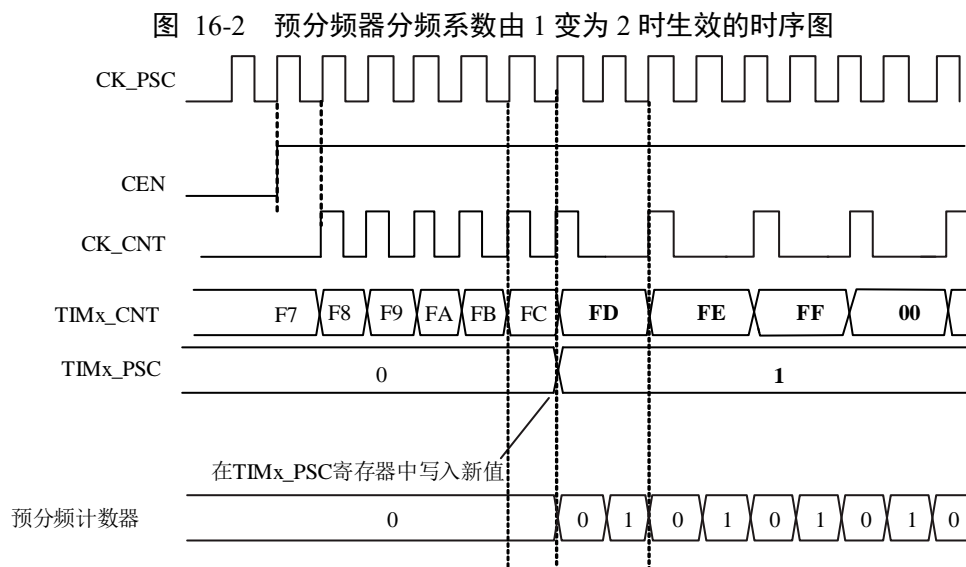 图 16-2 预分频器分频系数由 1 变为 2 时生效的时序图
CK_PSC
CEN
CK_CNT
TIMx_CNT F7 F8 F9 FA FB FC FD FE FF 00
TIMx_PSC 0 1
在TIMx_PSC寄存器中写入新值
预分频计数器 0 0 1 0 1 0 1 0 1 0